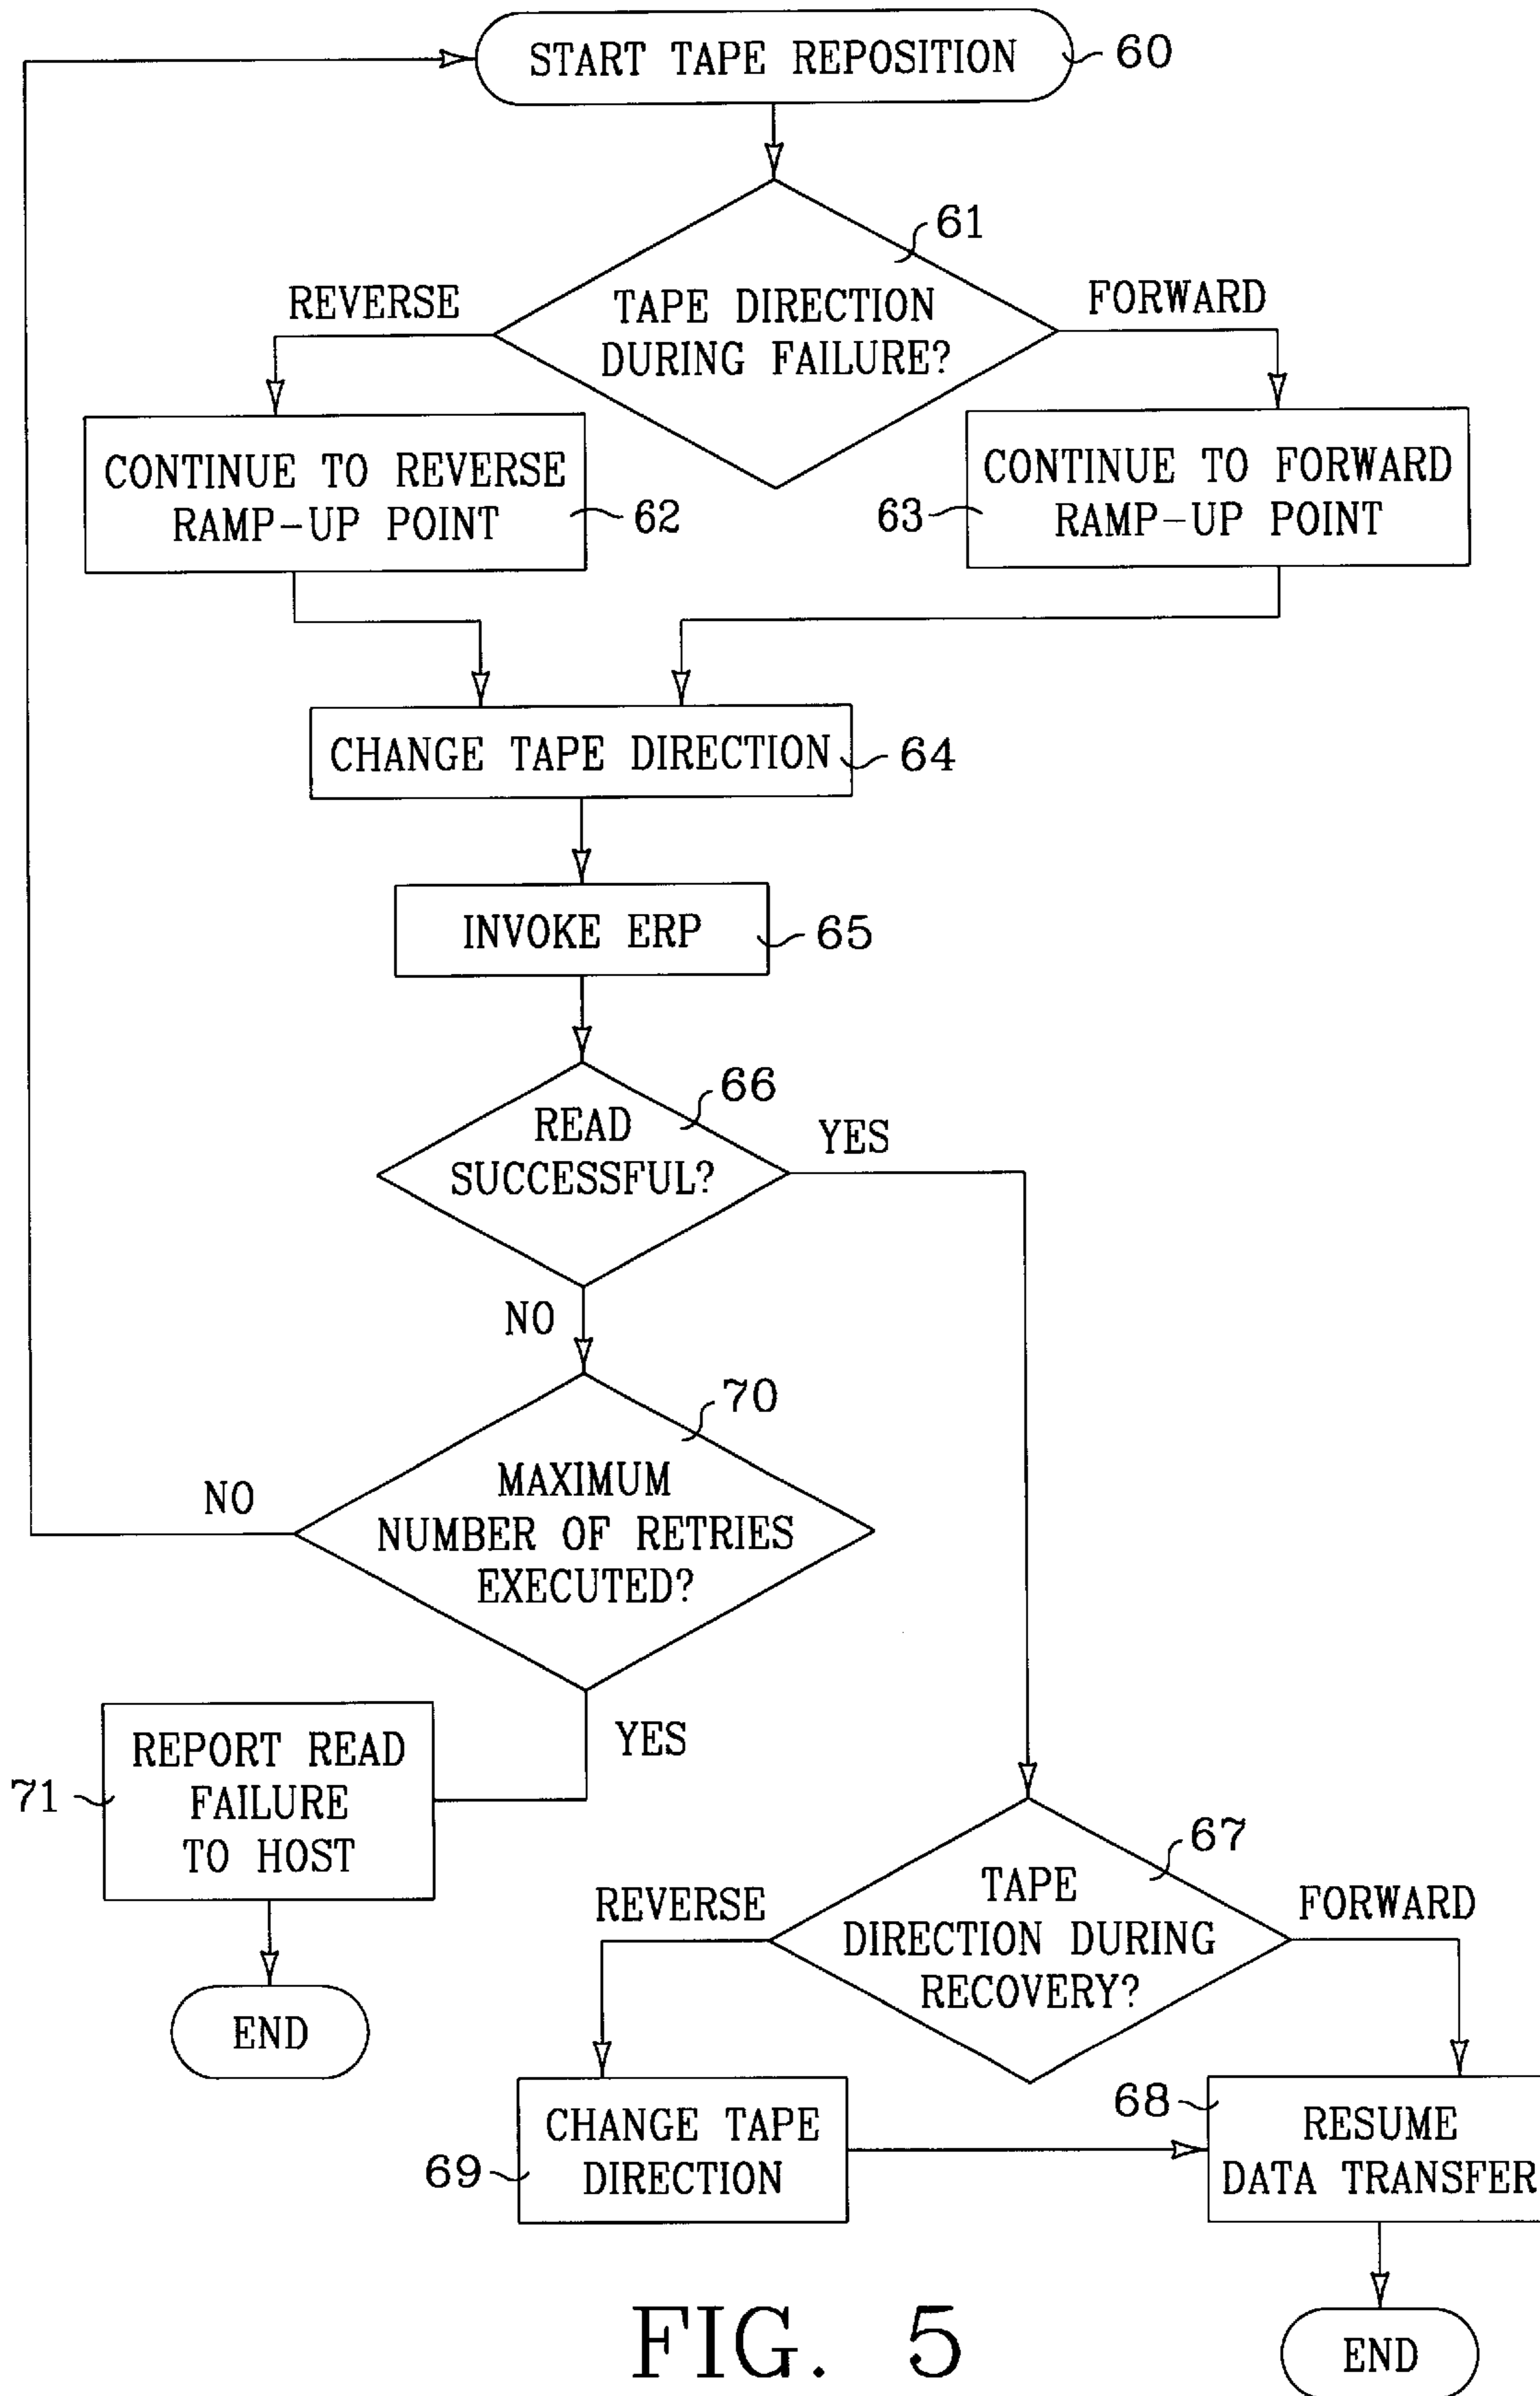 START TAPE REPOSITION
60
61
TAPE DIRECTION
DURING FAILURE?
REVERSE
FORWARD
CONTINUE TO REVERSE
RAMP-UP POINT
62
CONTINUE TO FORWARD
RAMP-UP POINT
63
CHANGE TAPE DIRECTION
64
INVOKE ERP
65
66
READ
SUCCESSFUL?
YES
NO
70
MAXIMUM
NUMBER OF RETRIES
EXECUTED?
NO
YES
REPORT READ
FAILURE
TO HOST
71
END
67
TAPE
DIRECTION DURING
RECOVERY?
REVERSE
FORWARD
CHANGE TAPE
DIRECTION
69
68
RESUME
DATA TRANSFER
END
FIG. 5